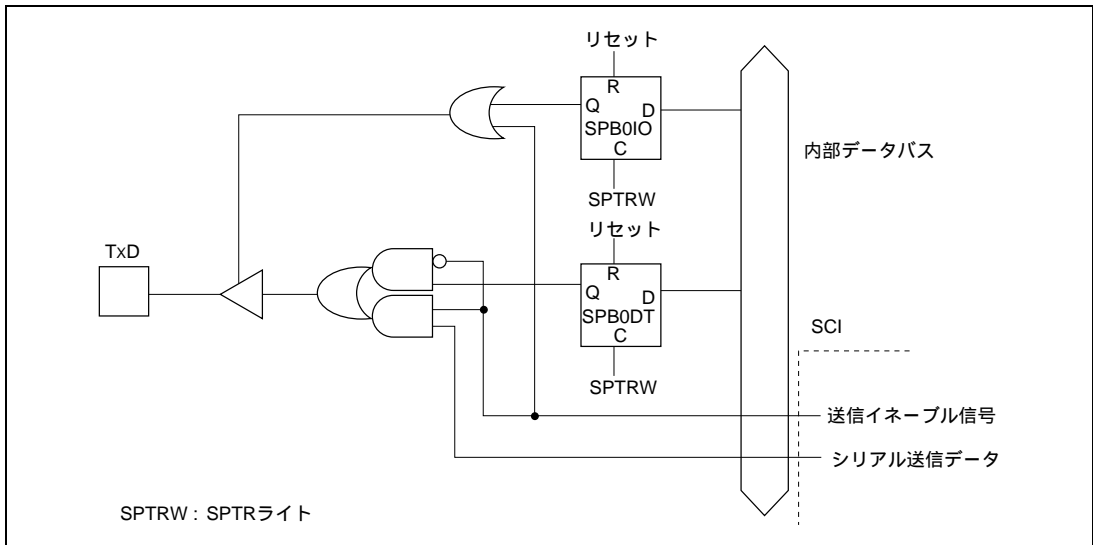 リセット
R
Q
D
SPB0IO
C
内部データバス
SPTRW
リセット
TxD
R
Q
D
SPB0DT
C
SCI
SPTRW
送信イネーブル信号
シリアル送信データ
SPTRW : SPTRライト